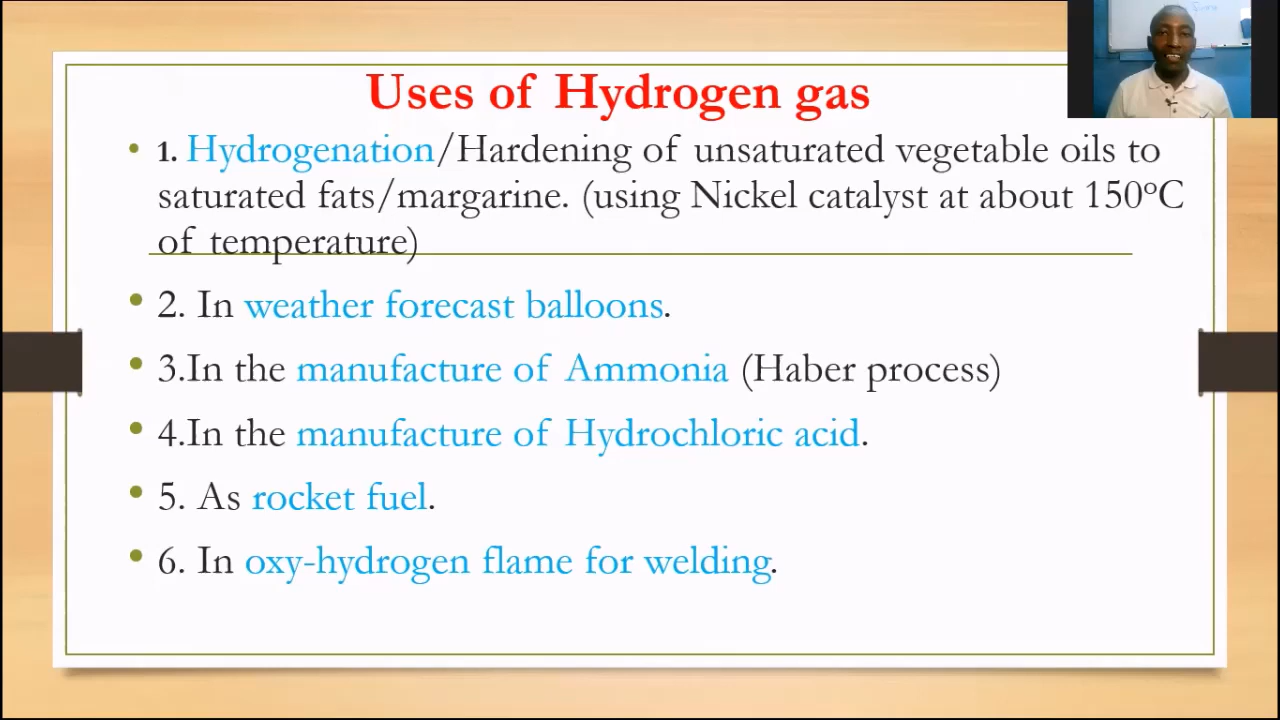 Uses of Hydrogen gas
• 1. Hydrogenation/Hardening of unsaturated vegetable oils to
saturated fats/margarine. (using Nickel catalyst at about 150ᵒC
of temperature)
• 2. In weather forecast balloons.
• 3.In the manufacture of Ammonia (Haber process)
• 4.In the manufacture of Hydrochloric acid.
• 5. As rocket fuel.
• 6. In oxy-hydrogen flame for welding.